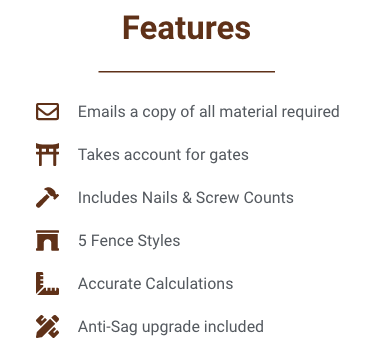 Features
Emails a copy of all material required
Takes account for gates
Includes Nails & Screw Counts
5 Fence Styles
Accurate Calculations
Anti-Sag upgrade included